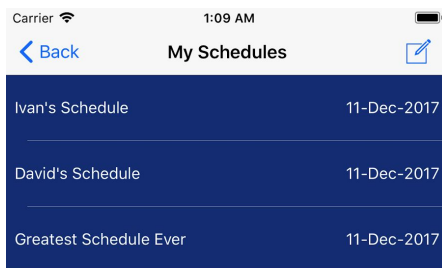 Carrier 1:09 AM
Back My Schedules
Ivan's Schedule 11-Dec-2017
David's Schedule 11-Dec-2017
Greatest Schedule Ever 11-Dec-2017